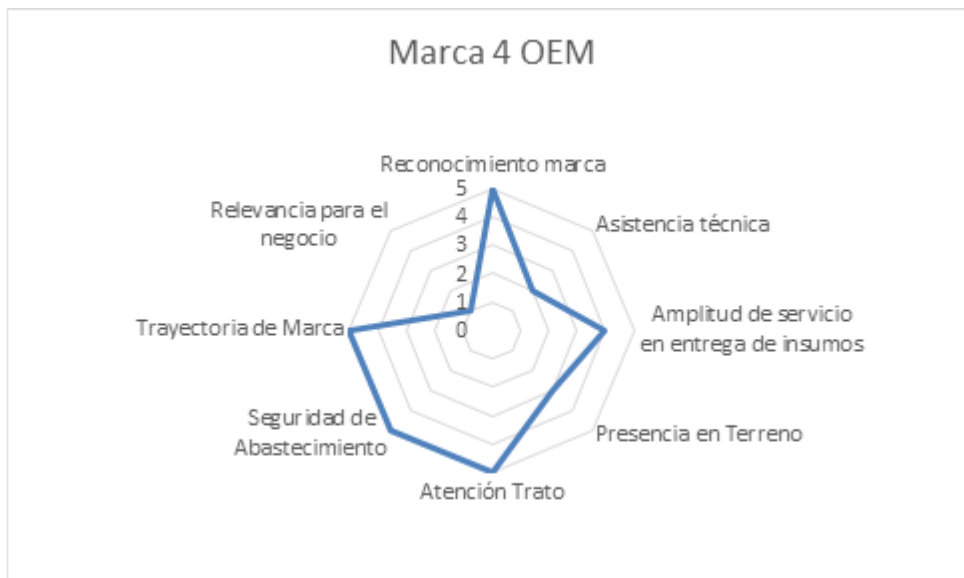 Marca 4 OEM
Reconocimiento marca
5
4
3
2
1
0
Relevancia para el
negocio
Asistencia técnica
Trayectoria de Marca
Amplitud de servicio
en entrega de insumos
Seguridad de
Abastecimiento
Presencia en Terreno
Atención Trato